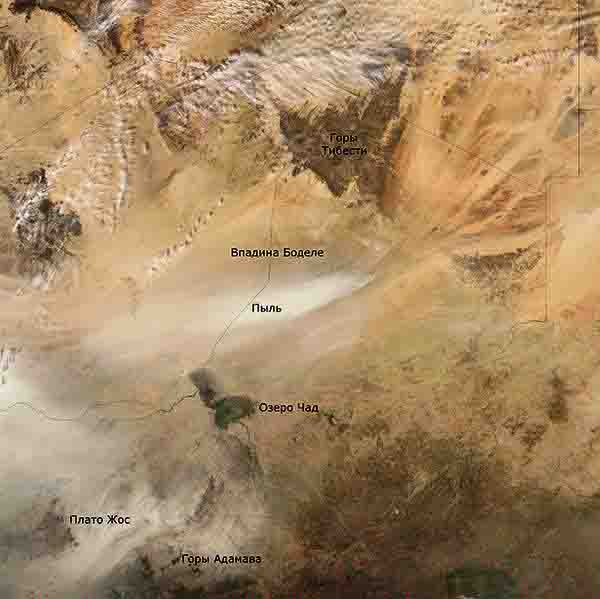 Горы
Тибести
Впадина Боделе
Пыль
Озеро Чад
Плато Жос
Горы Адамава